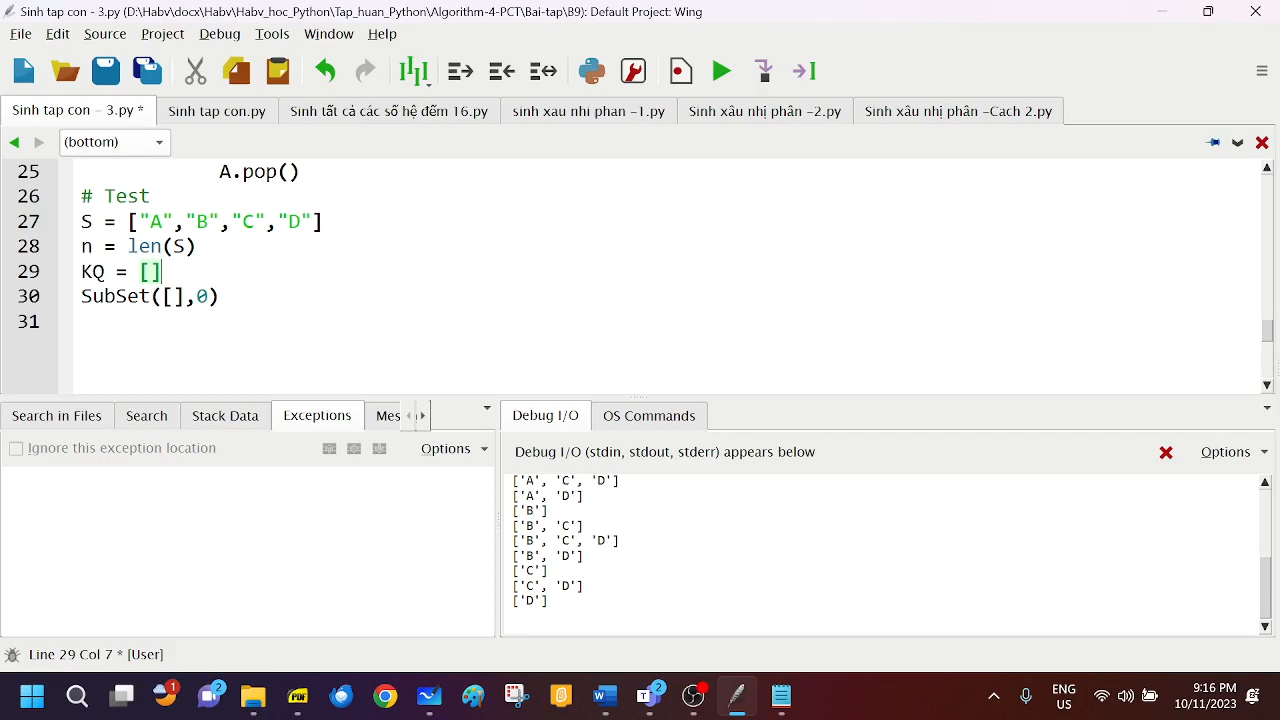 Sinh tap con - 3.py (D:\Habv\docx\Habv\Habv_hoc_Python\Tap_huan_Python\Algorithm-4-PCT\Bai-tap\B9): Default Project: Wing
File Edit Source Project Debug Tools Window Help
Sinh tap con – 3.py * Sinh tap con.py Sinh tất cả các số hệ đếm 16.py sinh xau nhi phan –1.py Sinh xâu nhị phân –2.py Sinh xâu nhị phân –Cach 2.py
(bottom)
25 A.pop()
26 # Test
27 S = ["A","B","C","D"]
28 n = len(S)
29 KQ = []
30 SubSet([],0)
31
Search in Files Search Stack Data Exceptions Mes Debug I/O OS Commands
Ignore this exception location Options Debug I/O (stdin, stdout, stderr) appears below Options
['A', 'C', 'D']
['A', 'D']
['B']
['B', 'C']
['B', 'C', 'D']
['B', 'D']
['C']
['C', 'D']
['D']
Line 29 Col 7 * [User]
1 2 PDF 2 ENG US 9:16 PM 10/11/2023